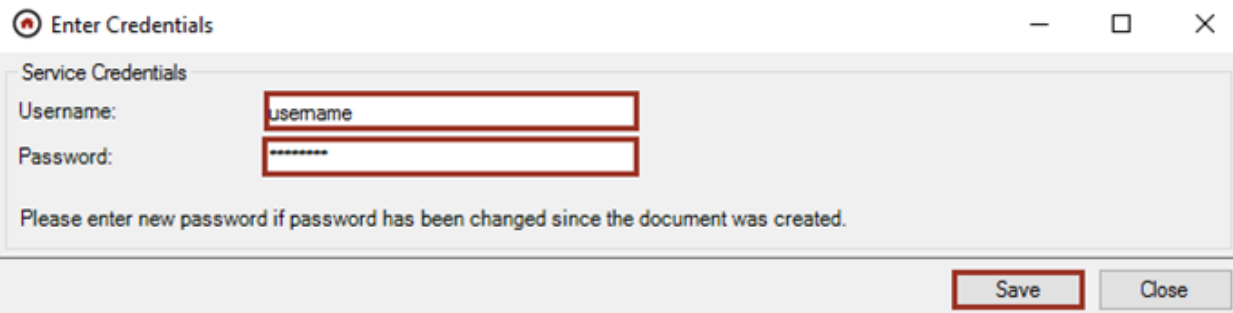 Enter Credentials
Service Credentials
Username:
username
Password:
********
Please enter new password if password has been changed since the document was created.
Save
Close